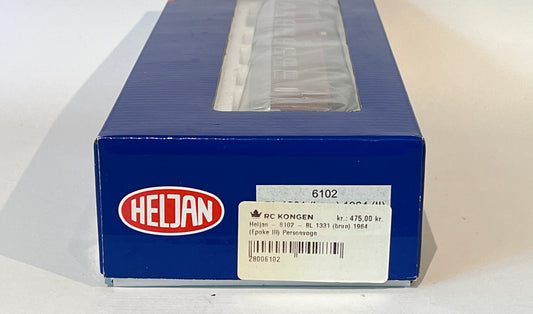 HELJAN
6102
RC KONGEN kr.: 475,00 kr.
Heljan - 6102 - BL 1331 (brun) 1964
(Epoke III) Personvogn
28006102